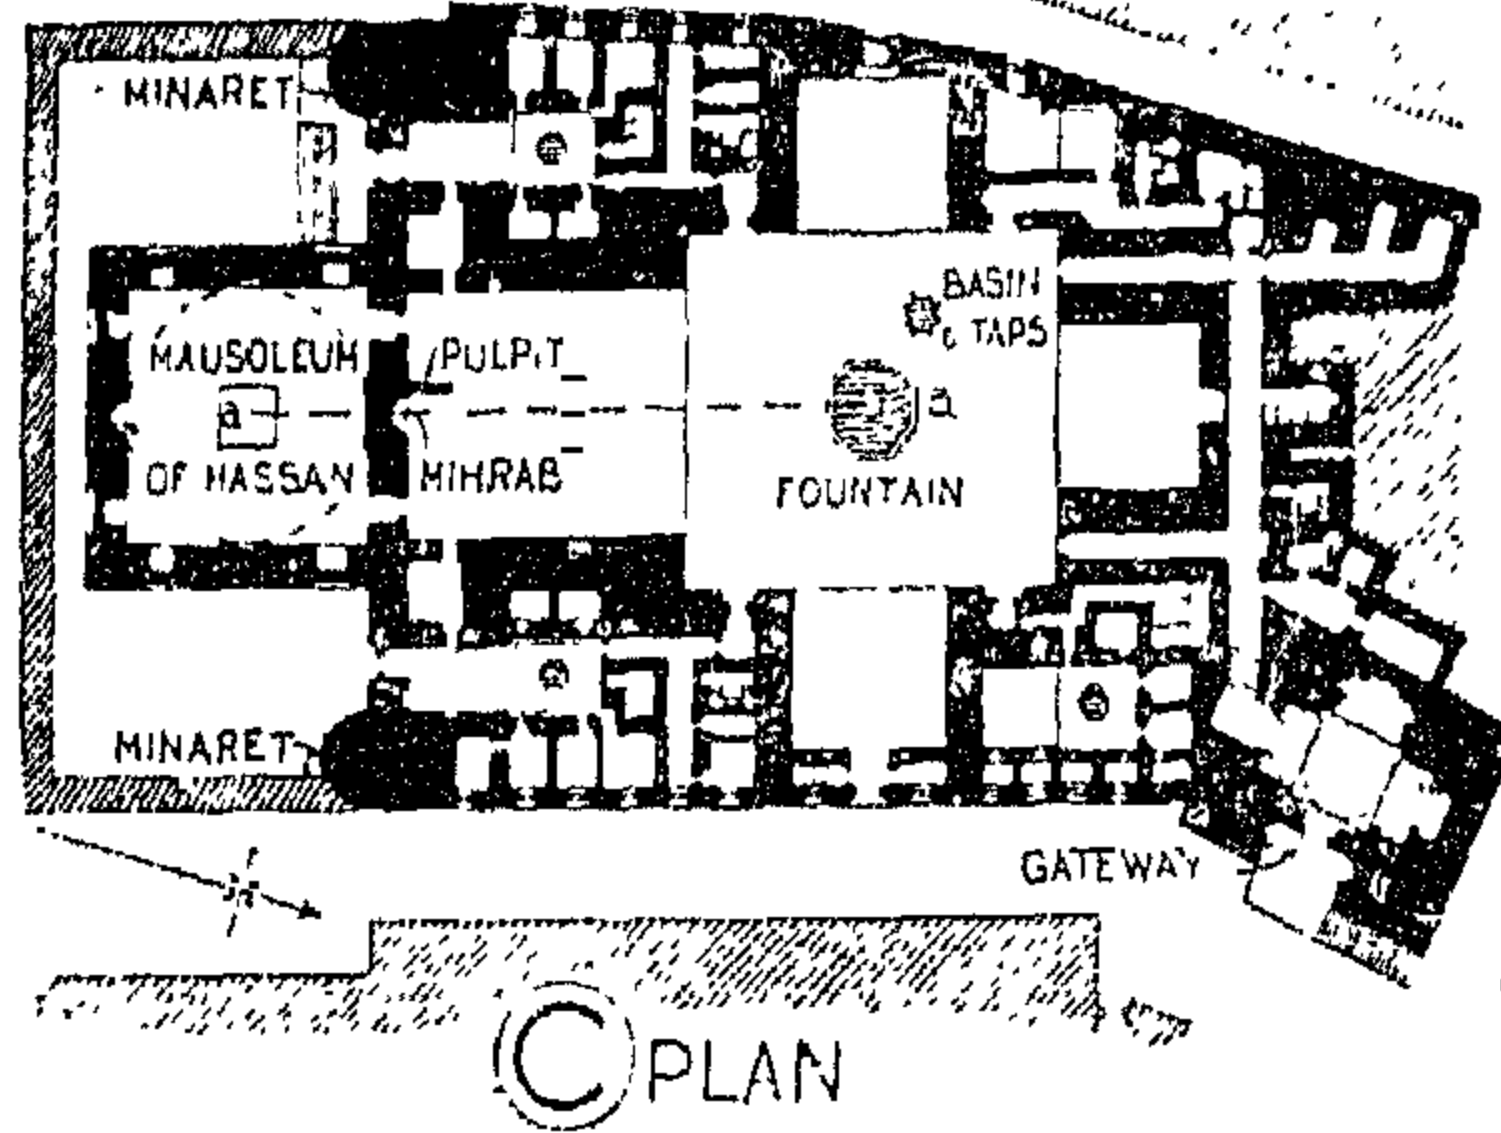 MINARET
BASIN
& TAPS
MAUSOLEUM
PULPIT
a
a
OF HASSAN
MIHRAB
FOUNTAIN
MINARET
GATEWAY
C PLAN